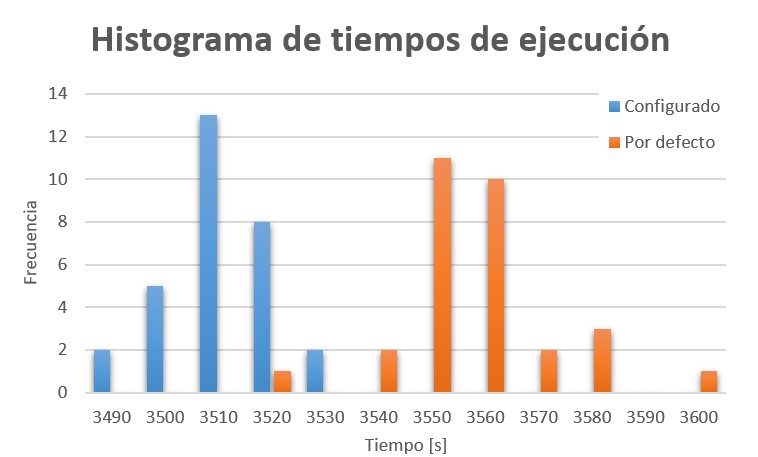 Histograma de tiempos de ejecución
14
12
10
8
6
4
2
0
Frecuencia
Configurado
Por defecto
3490 3500 3510 3520 3530 3540 3550 3560 3570 3580 3590 3600
Tiempo [s]